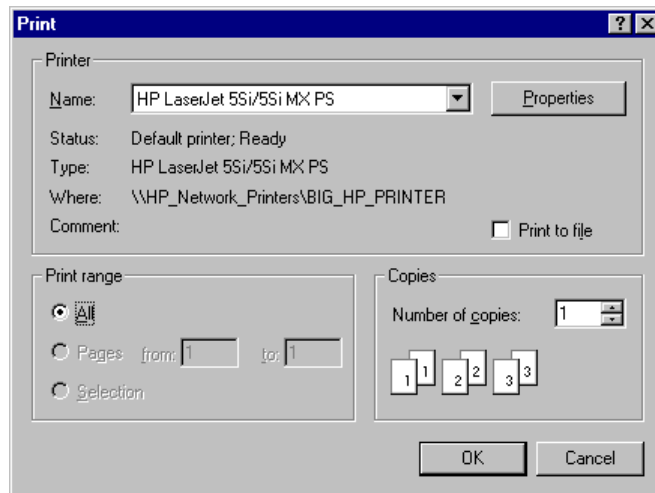 Print
Printer
Name: HP LaserJet 5Si/5Si MX PS Properties
Status: Default printer; Ready
Type: HP LaserJet 5Si/5Si MX PS
Where: \\HP_Network_Printers\BIG_HP_PRINTER
Comment: Print to file
Print range
All
Pages from: 1 to: 1
Selection
Copies
Number of copies: 1
1 1 2 2 3 3
OK Cancel